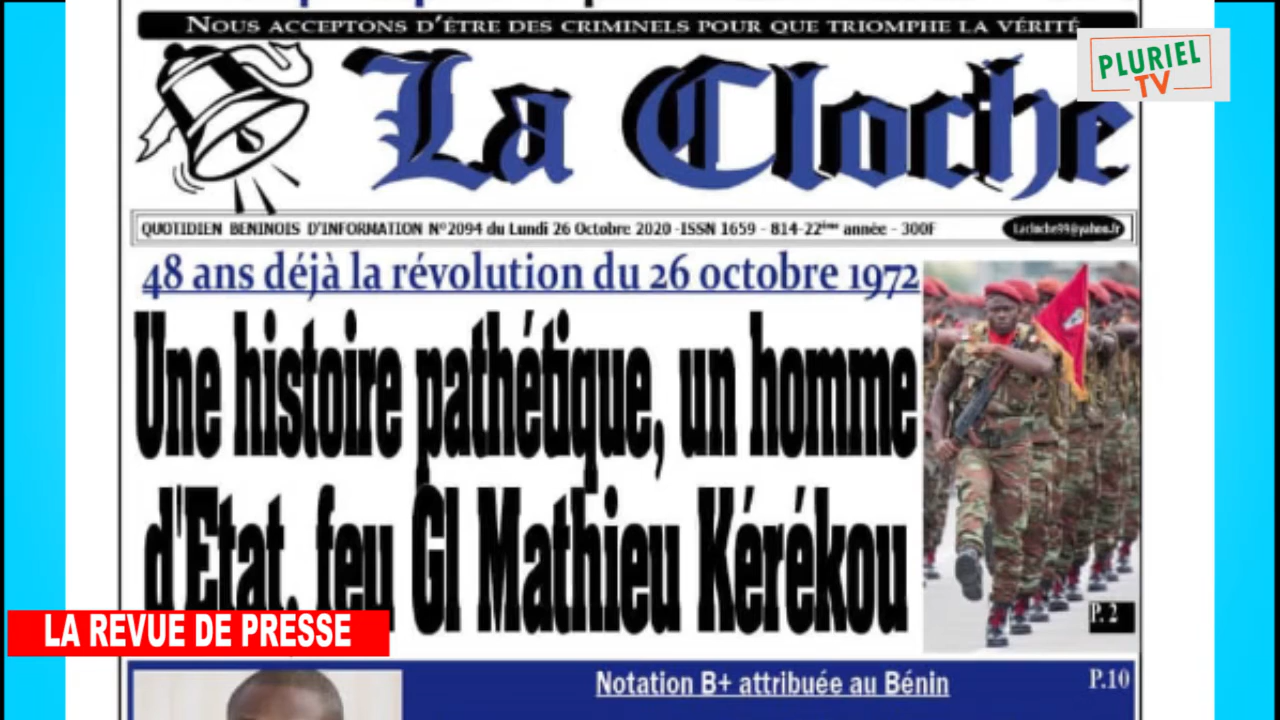 NOUS ACCEPTONS D'ÊTRE DES CRIMINELS POUR QUE TRIOMPHE LA VÉRITÉ
PLURIEL
TV
La Cloche
QUOTIDIEN BENINOIS D'INFORMATION N°2094 du Lundi 26 Octobre 2020 -ISSN 1659 - 814-22ème année - 300F
Lacloche99@yahoo.fr
48 ans déjà la révolution du 26 octobre 1972
Une histoire pathétique, un homme
d'Etat, feu Gl Mathieu Kérékou
P. 2
LA REVUE DE PRESSE
Notation B+ attribuée au Bénin
P.10